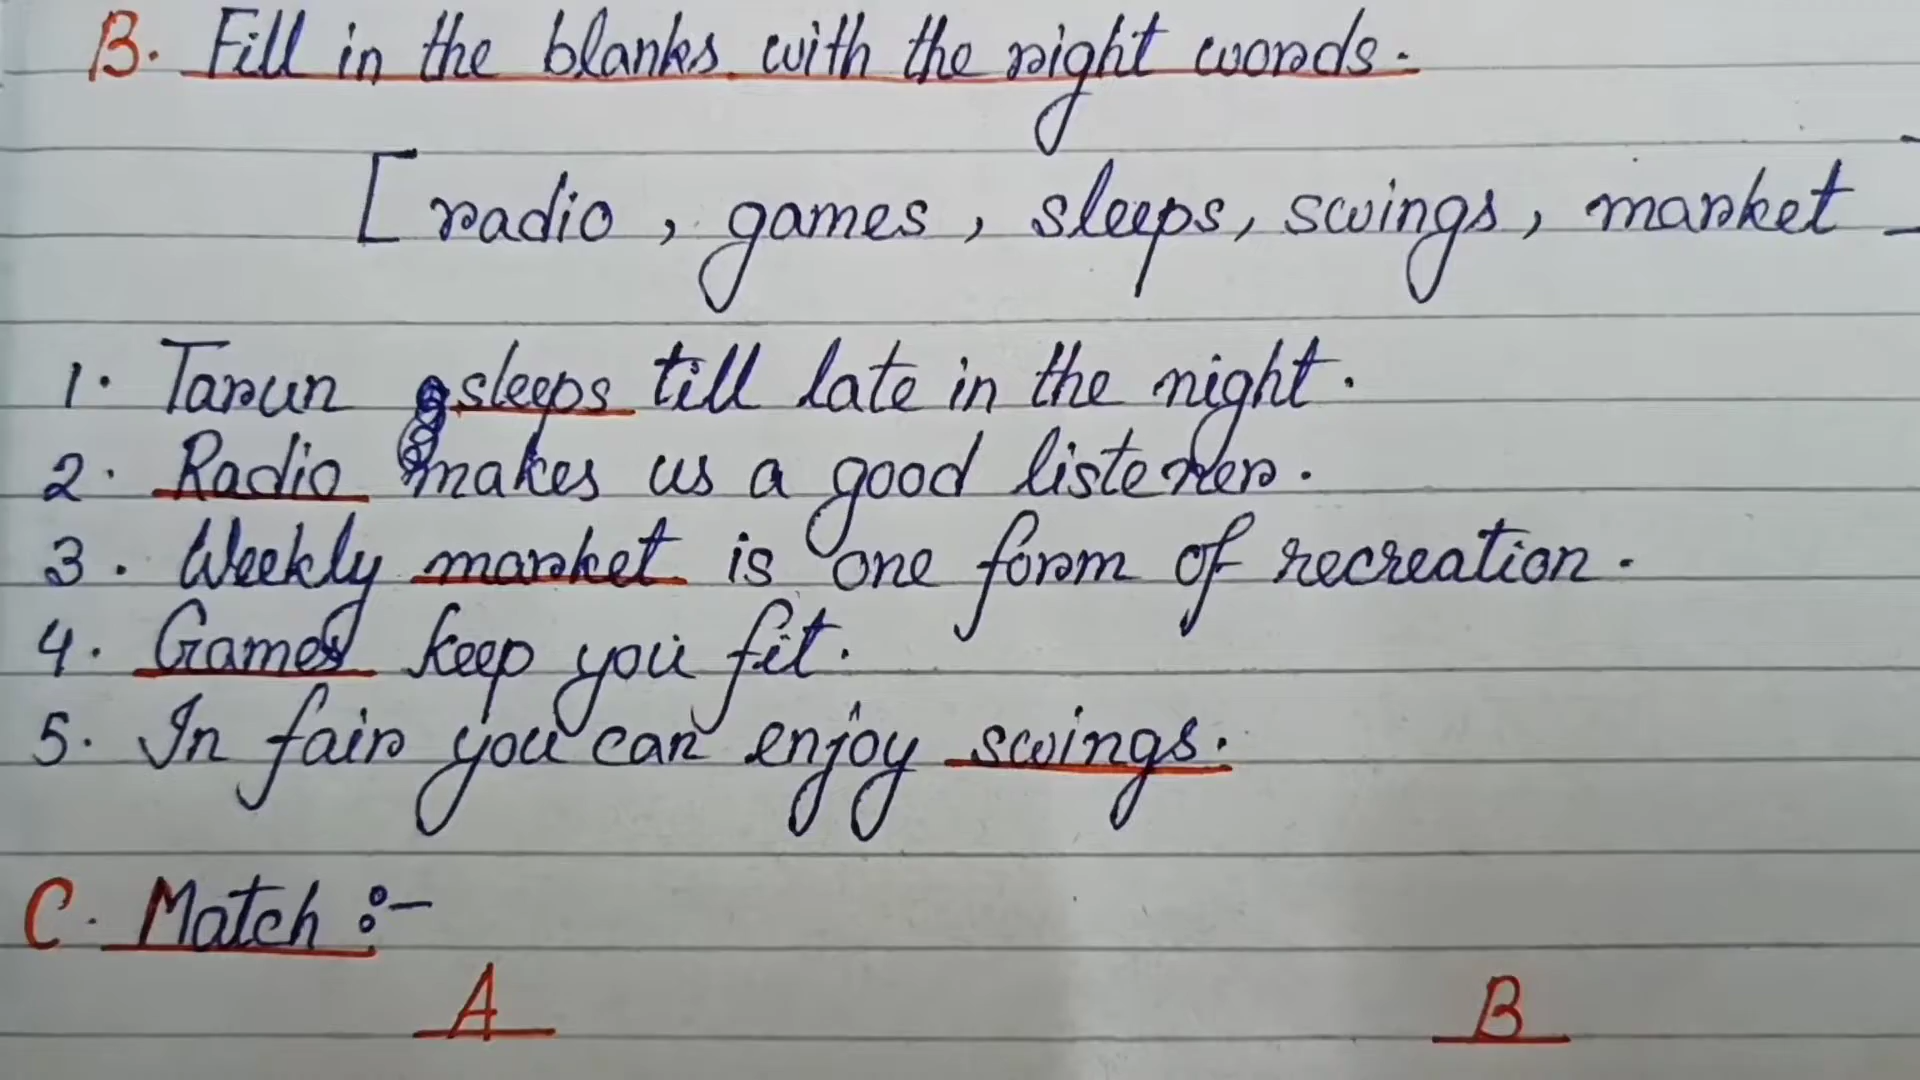 B. Fill in the blanks with the right words.
[radio, games, sleeps, swings, market]
1. Tarun sleeps till late in the night.
2. Radio makes us a good listener.
3. Weekly market is one form of recreation.
4. Games keep you fit.
5. In fair you can enjoy swings.
C. Match :-
A B